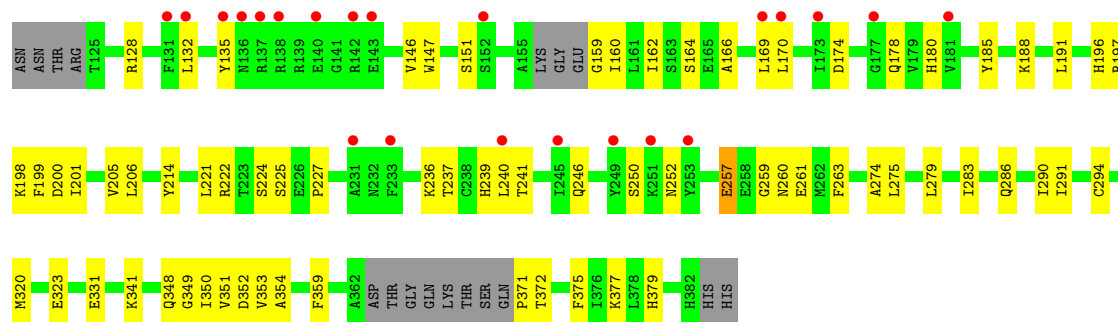 ASN ASN THR ARG T125 R128 F131 L132 Y135 N136 R137 R138 R139 E140 G141 R142 E143 V146 W147 S151 S152 A155 LYS GLY GLU G159 I160 L161 I162 S163 S164 E165 A166 L169 L170 I173 D174 G177 Q178 V179 H180 V181 Y185 K188 L191 H196
K198 F199 D200 I201 V205 L206 Y214 L221 R222 T223 S224 S225 E226 P227 A231 N232 F233 K236 T237 C238 H239 L240 T241 I245 Q246 Y249 S250 K251 N252 Y253 E257 E258 G259 N260 E261 M262 F263 A274 L275 L279 I283 Q286 I290 I291 C294
M320 E323 E331 K341 Q348 G349 I350 V351 D352 V353 A354 F359 A362 ASP THR GLY GLN LYS THR SER GLN P371 T372 F375 I376 K377 L378 H379 H382 HIS HIS